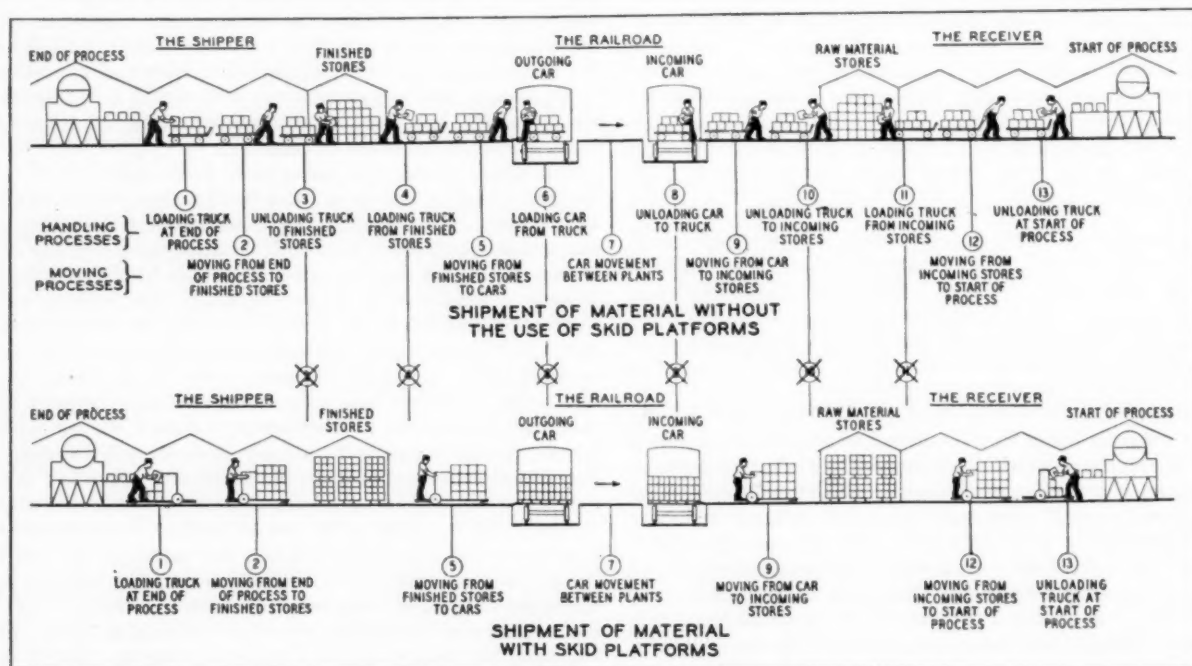 THE SHIPPER
THE RAILROAD
THE RECEIVER
END OF PROCESS
FINISHED
STORES
OUTGOING
CAR
INCOMING
CAR
RAW MATERIAL
STORES
START OF PROCESS
HANDLING
PROCESSES
MOVING
PROCESSES
1
LOADING TRUCK
AT END OF
PROCESS
2
MOVING FROM END
OF PROCESS TO
FINISHED STORES
3
UNLOADING TRUCK
TO FINISHED
STORES
4
LOADING TRUCK
FROM FINISHED
STORES
5
MOVING FROM
FINISHED STORES
TO CARS
6
LOADING CAR
FROM TRUCK
7
CAR MOVEMENT
BETWEEN PLANTS
8
UNLOADING CAR
TO TRUCK
9
MOVING FROM CAR
TO INCOMING
STORES
10
UNLOADING TRUCK
TO INCOMING
STORES
11
LOADING TRUCK
FROM INCOMING
STORES
12
MOVING FROM
INCOMING STORES
TO START OF
PROCESS
13
UNLOADING TRUCK
AT START OF
PROCESS
SHIPMENT OF MATERIAL WITHOUT
THE USE OF SKID PLATFORMS
THE SHIPPER
THE RAILROAD
THE RECEIVER
END OF PROCESS
FINISHED
STORES
OUTGOING
CAR
INCOMING
CAR
RAW MATERIAL
STORES
START OF PROCESS
1
LOADING TRUCK
AT END OF
PROCESS
2
MOVING FROM END
OF PROCESS TO
FINISHED STORES
5
MOVING FROM
FINISHED STORES
TO CARS
7
CAR MOVEMENT
BETWEEN PLANTS
9
MOVING FROM CAR
TO INCOMING
STORES
12
MOVING FROM
INCOMING STORES
TO START OF
PROCESS
13
UNLOADING
TRUCK AT
START OF
PROCESS
SHIPMENT OF MATERIAL
WITH SKID PLATFORMS